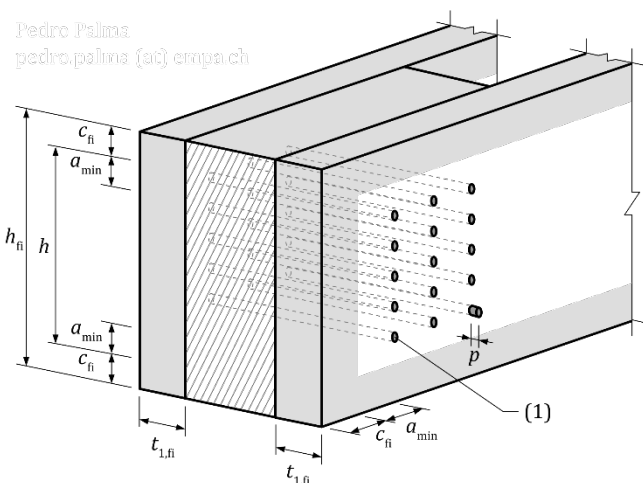 Pedro Palma
pedro.palma (at) empa.ch
c_fi
a_min
h_fi
h
a_min
c_fi
p
(1)
a_min
c_fi
t_1,fi
t_1,fi